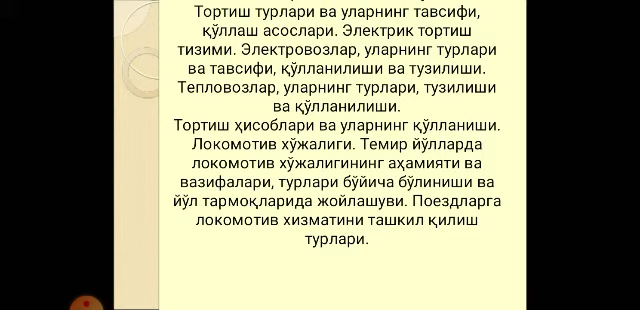 Тортиш турлари ва уларнинг тавсифи,
қўллаш асослари. Электрик тортиш
тизими. Электровозлар, уларнинг турлари
ва тавсифи, қўлланилиши ва тузилиши.
Тепловозлар, уларнинг турлари, тузилиши
ва қўлланилиши.
Тортиш ҳисоблари ва уларнинг қўлланиши.
Локомотив хўжалиги. Темир йўлларда
локомотив хўжалигининг аҳамияти ва
вазифалари, турлари бўйича бўлиниши ва
йўл тармоқларида жойлашуви. Поездларга
локомотив хизматини ташкил қилиш
турлари.